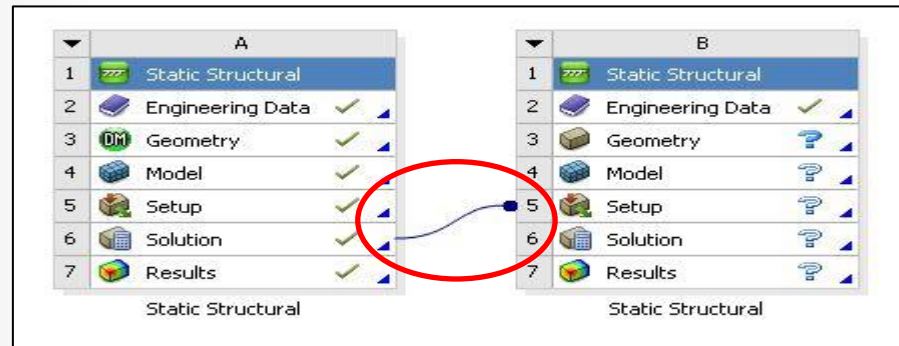 A
1 Static Structural
2 Engineering Data
3 DM Geometry
4 Model
5 Setup
6 Solution
7 Results
Static Structural
B
1 Static Structural
2 Engineering Data
3 Geometry ?
4 Model ?
5 Setup ?
6 Solution ?
7 Results ?
Static Structural